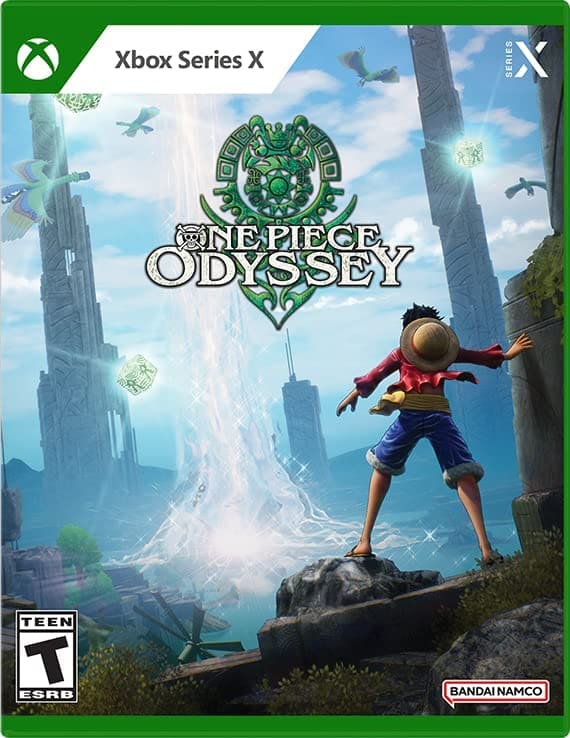 Xbox Series X
SERIES
X
ONE PIECE
ODYSSEY
TEEN
T
ESRB
BANDAI NAMCO